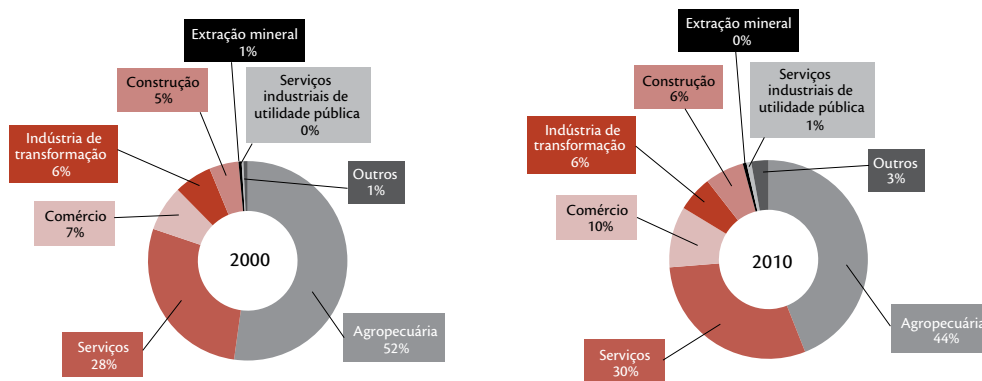 Extração mineral
1%
Construção
5%
Serviços
industriais de
utilidade pública
0%
Indústria de
transformação
6%
Outros
1%
Comércio
7%
2000
Agropecuária
52%
Serviços
28%
Extração mineral
0%
Construção
6%
Serviços
industriais de
utilidade pública
1%
Indústria de
transformação
6%
Outros
3%
Comércio
10%
2010
Agropecuária
44%
Serviços
30%